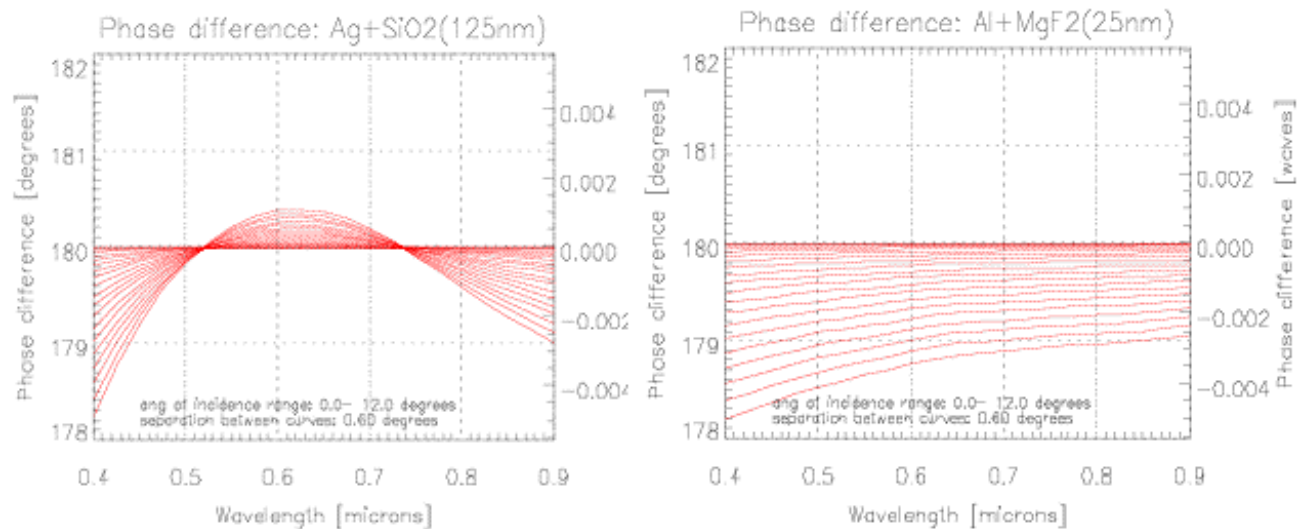 Phase difference: Ag+SiO2(125nm)
Phase difference [degrees]
182
181
180
179
178
0.004
0.002
0.000
-0.002
-0.004
ang of incidence range: 0.0- 12.0 degrees
separation between curves: 0.60 degrees
0.4 0.5 0.6 0.7 0.8 0.9
Wavelength [microns]
Phase difference: Al+MgF2(25nm)
Phase difference [degrees]
182
181
180
179
178
0.004
0.002
0.000
-0.002
-0.004
Phase difference [waves]
ang of incidence range: 0.0- 12.0 degrees
separation between curves: 0.60 degrees
0.4 0.5 0.6 0.7 0.8 0.9
Wavelength [microns]